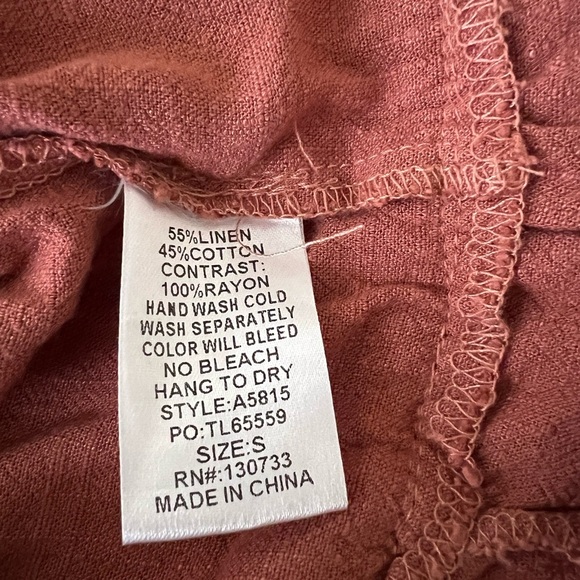 55%LINEN
45%COTTON
CONTRAST:
100%RAYON
HAND WASH COLD
WASH SEPARATELY
COLOR WILL BLEED
NO BLEACH
HANG TO DRY
STYLE:A5815
PO:TL65559
SIZE:S
RN#:130733
MADE IN CHINA